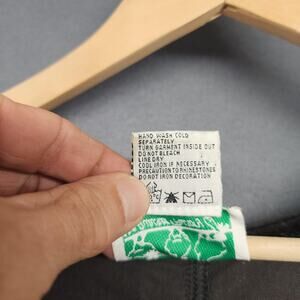 HAND WASH COLD
SEPARATELY
TURN GARMENT INSIDE OUT
DO NOT BLEACH
LINE DRY
COOL IRON IF NECESSARY
PRECAUTION TO RHINESTONES
DO NOT IRON DECORATION